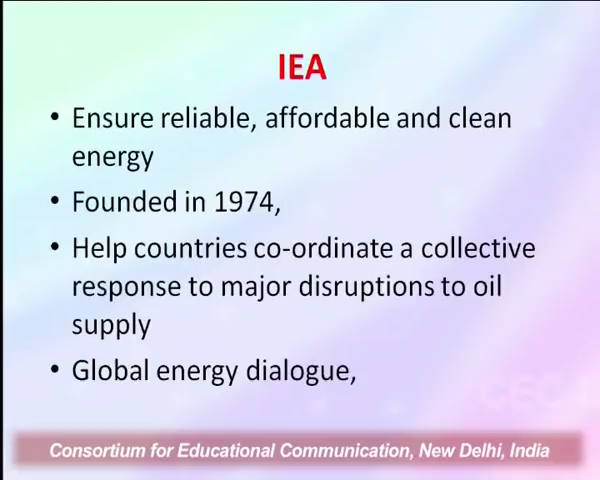 IEA
• Ensure reliable, affordable and clean
energy
• Founded in 1974,
• Help countries co-ordinate a collective
response to major disruptions to oil
supply
• Global energy dialogue,
CEC
Consortium for Educational Communication, New Delhi, India